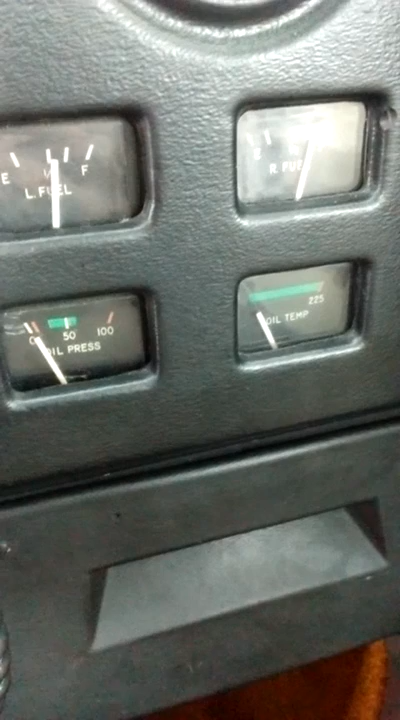 E F
L. FUEL
E
R. FUEL
0 50 100
OIL PRESS
225
OIL TEMP